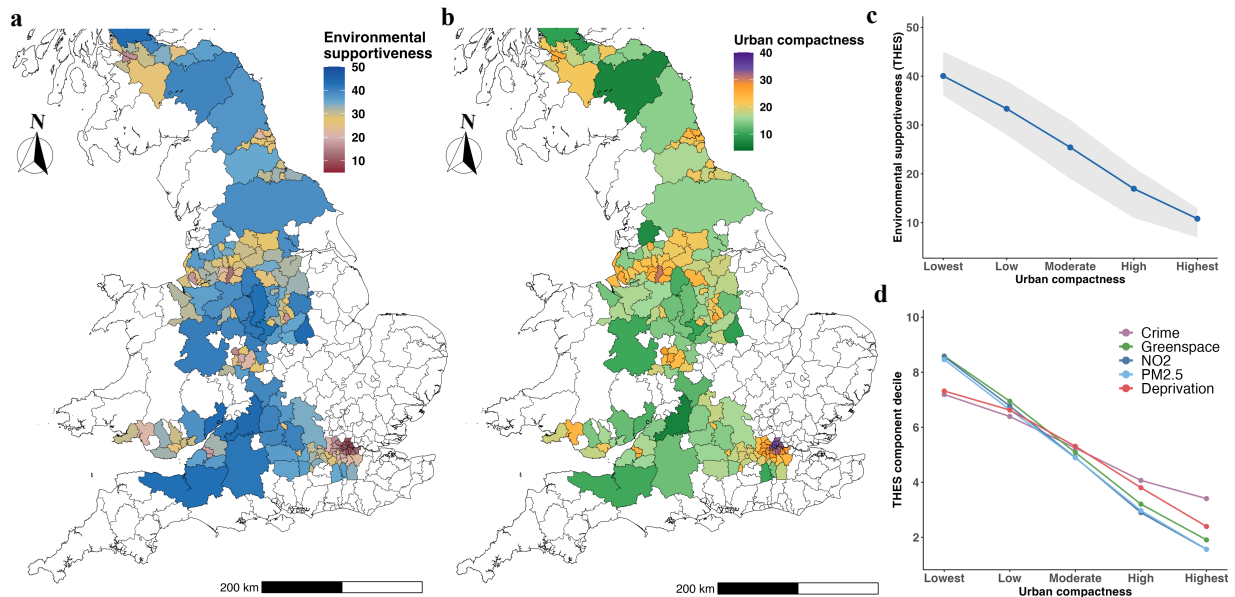 a
Environmental
supportiveness
50
40
30
20
10
N
200 km
b
Urban compactness
40
30
20
10
N
200 km
c
Environmental supportiveness (THES)
50
40
30
20
10
Lowest
Low
Moderate
High
Highest
Urban compactness
d
THES component decile
10
8
6
4
2
Crime
Greenspace
NO2
PM2.5
Deprivation
Lowest
Low
Moderate
High
Highest
Urban compactness